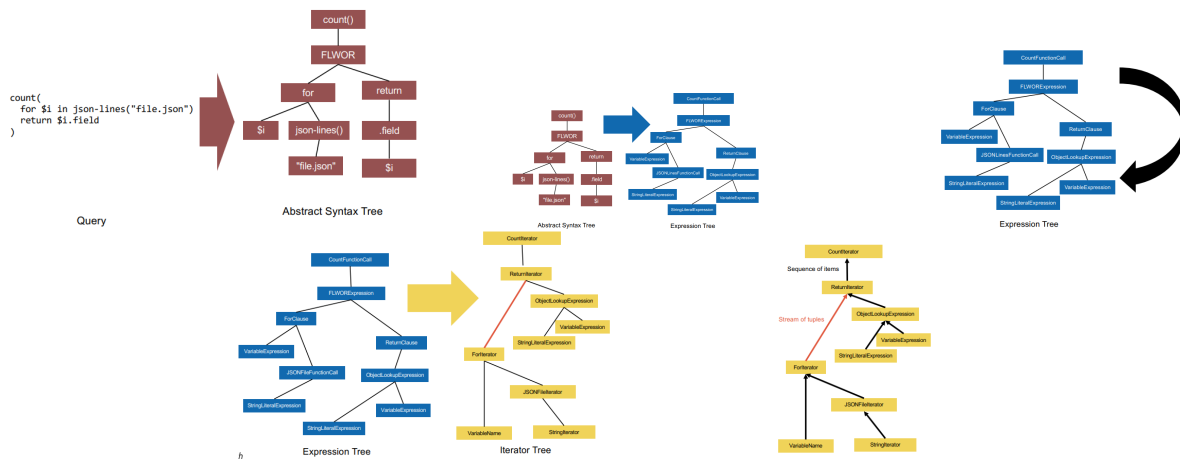 count(
for $i in json-lines("file.json")
return $i.field
)
Query
count()
FLWOR
for
return
$i
json-lines()
.field
"file.json"
$i
Abstract Syntax Tree
count()
FLWOR
for
return
$i
json-lines()
.field
"file.json"
$i
Abstract Syntax Tree
CountFunctionCall
FLWORExpression
ForClause
ReturnClause
VariableExpression
JSONLinesFunctionCall
ObjectLookupExpression
StringLiteralExpression
VariableExpression
StringLiteralExpression
Expression Tree
CountFunctionCall
FLWORExpression
ForClause
ReturnClause
VariableExpression
JSONLinesFunctionCall
ObjectLookupExpression
StringLiteralExpression
VariableExpression
StringLiteralExpression
Expression Tree
CountFunctionCall
FLWORExpression
ForClause
ReturnClause
VariableExpression
JSONFileFunctionCall
ObjectLookupExpression
StringLiteralExpression
VariableExpression
StringLiteralExpression
h
Expression Tree
CountIterator
ReturnIterator
ObjectLookupExpression
VariableExpression
StringLiteralExpression
ForIterator
JSONFileIterator
VariableName
StringIterator
Iterator Tree
CountIterator
Sequence of items
ReturnIterator
Stream of tuples
ObjectLookupExpression
VariableExpression
StringLiteralExpression
ForIterator
JSONFileIterator
VariableName
StringIterator